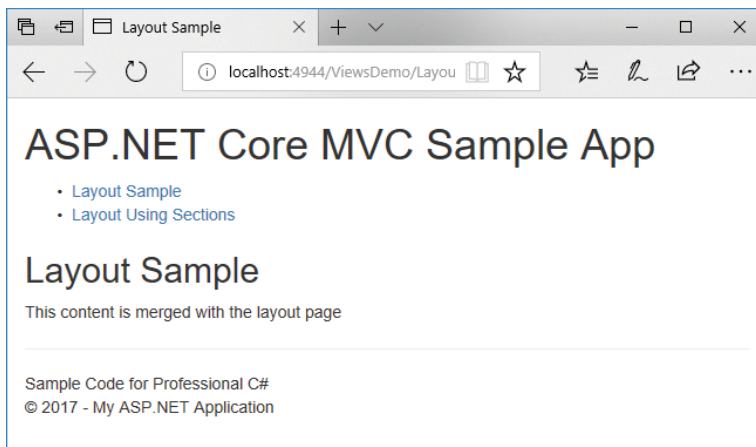 Layout Sample
localhost:4944/ViewsDemo/Layou
ASP.NET Core MVC Sample App
• Layout Sample
• Layout Using Sections
Layout Sample
This content is merged with the layout page
Sample Code for Professional C#
© 2017 - My ASP.NET Application